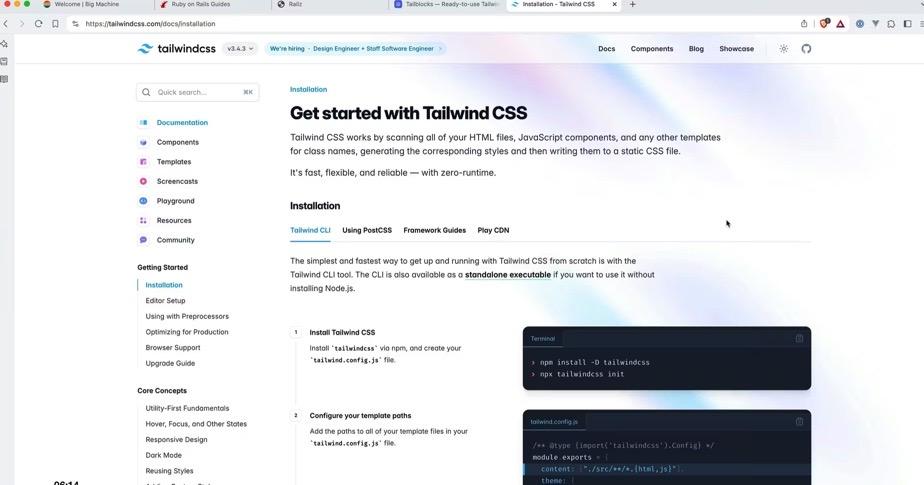 Welcome | Big Machine
Ruby on Rails Guides
Railz
Tailblocks — Ready-to-use Tailwin
Installation - Tailwind CSS
https://tailwindcss.com/docs/installation
tailwindcss
v3.4.3
We're hiring · Design Engineer + Staff Software Engineer
Docs
Components
Blog
Showcase
Quick search...
⌘K
Documentation
Components
Templates
Screencasts
Playground
Resources
Community
Getting Started
Installation
Editor Setup
Using with Preprocessors
Optimizing for Production
Browser Support
Upgrade Guide
Core Concepts
Utility-First Fundamentals
Hover, Focus, and Other States
Responsive Design
Dark Mode
Reusing Styles
Installation
Get started with Tailwind CSS
Tailwind CSS works by scanning all of your HTML files, JavaScript components, and any other templates
for class names, generating the corresponding styles and then writing them to a static CSS file.
It's fast, flexible, and reliable — with zero-runtime.
Installation
Tailwind CLI
Using PostCSS
Framework Guides
Play CDN
The simplest and fastest way to get up and running with Tailwind CSS from scratch is with the
Tailwind CLI tool. The CLI is also available as a standalone executable if you want to use it without
installing Node.js.
1
Install Tailwind CSS
Install `tailwindcss` via npm, and create your
`tailwind.config.js` file.
Terminal
› npm install -D tailwindcss
› npx tailwindcss init
2
Configure your template paths
Add the paths to all of your template files in your
`tailwind.config.js` file.
tailwind.config.js
/** @type {import('tailwindcss').Config} */
module.exports = {
content: ["./src/**/*.{html,js}"],
theme: {